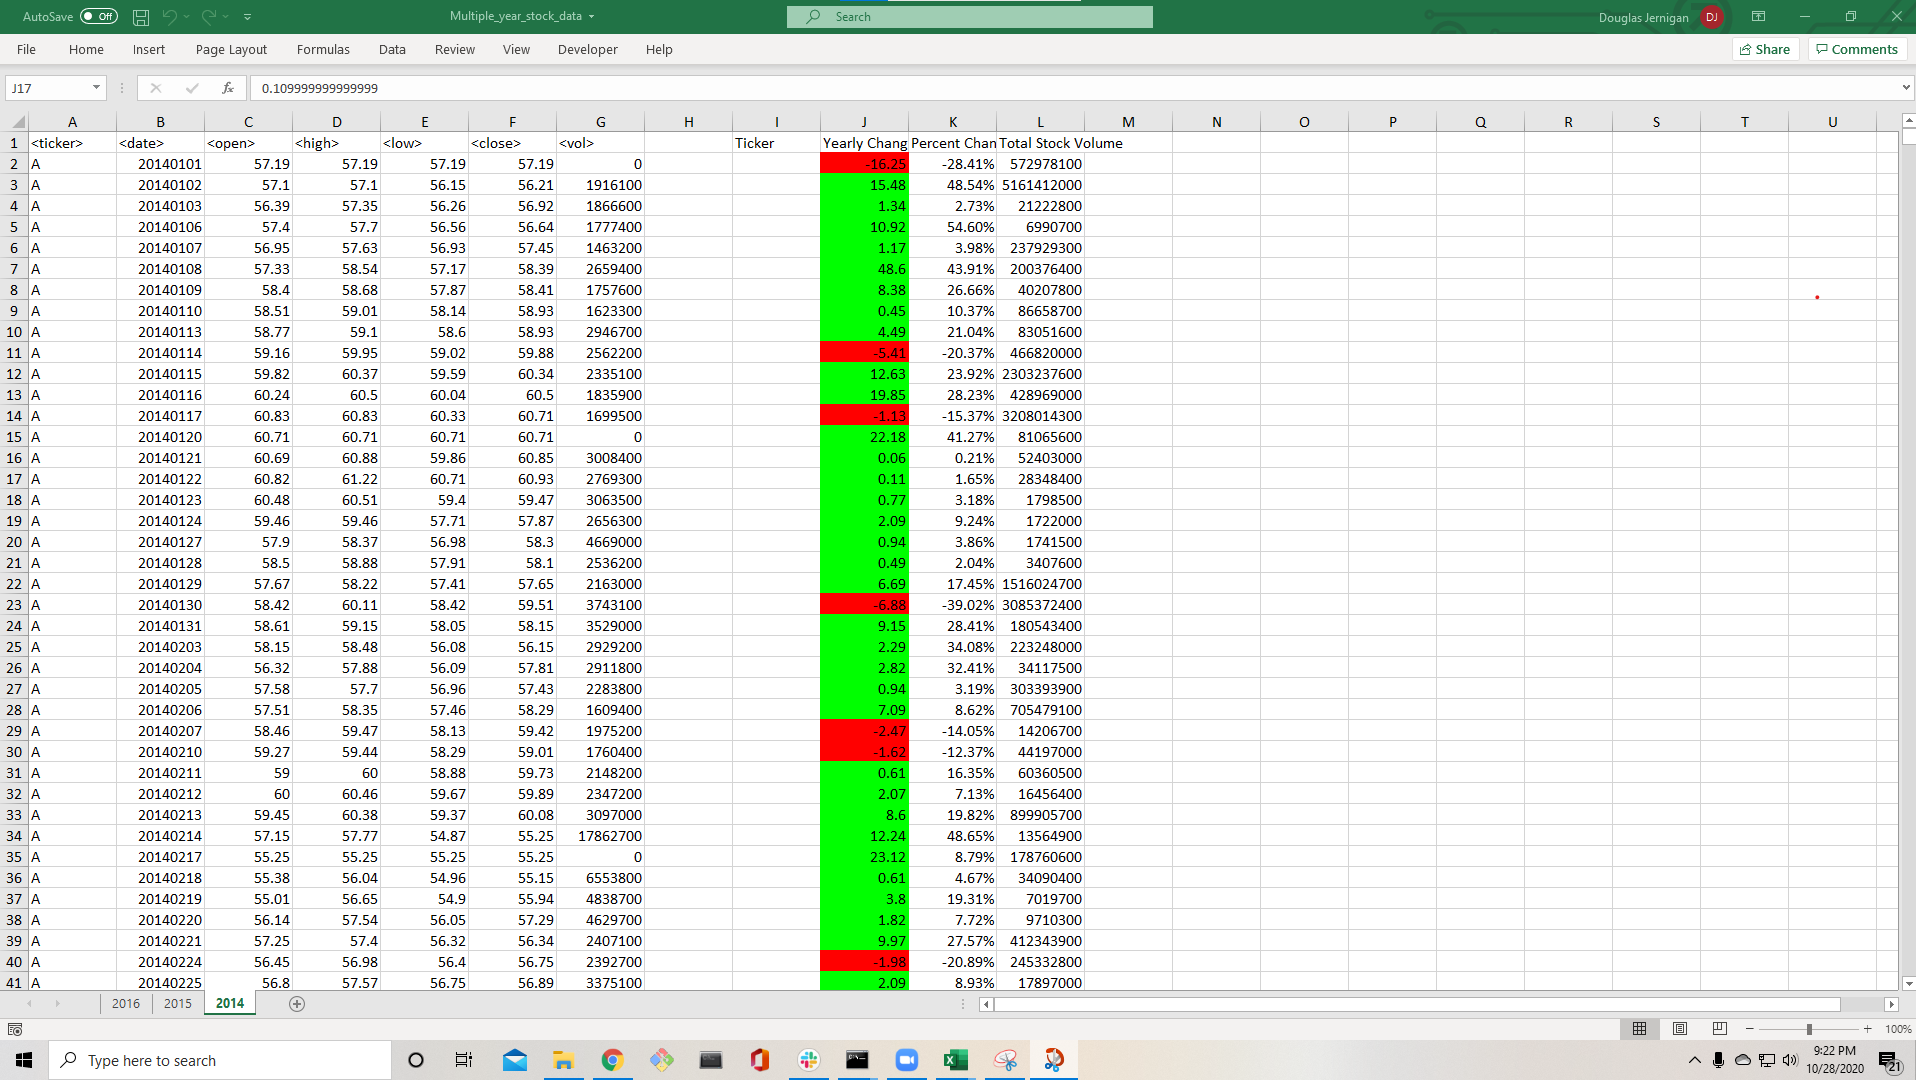 AutoSave Off Multiple_year_stock_data Search Douglas Jernigan DJ
File Home Insert Page Layout Formulas Data Review View Developer Help Share Comments
J17 fx 0.109999999999999
A B C D E F G H I J K L M N O P Q R S T U
1 <ticker> <date> <open> <high> <low> <close> <vol> Ticker Yearly Chang Percent Chan Total Stock Volume
2 A 20140101 57.19 57.19 57.19 57.19 0 -16.25 -28.41% 572978100
3 A 20140102 57.1 57.1 56.15 56.21 1916100 15.48 48.54% 5161412000
4 A 20140103 56.39 57.35 56.26 56.92 1866600 1.34 2.73% 21222800
5 A 20140106 57.4 57.7 56.56 56.64 1777400 10.92 54.60% 6990700
6 A 20140107 56.95 57.63 56.93 57.45 1463200 1.17 3.98% 237929300
7 A 20140108 57.33 58.54 57.17 58.39 2659400 48.6 43.91% 200376400
8 A 20140109 58.4 58.68 57.87 58.41 1757600 8.38 26.66% 40207800
9 A 20140110 58.51 59.01 58.14 58.93 1623300 0.45 10.37% 86658700
10 A 20140113 58.77 59.1 58.6 58.93 2946700 4.49 21.04% 83051600
11 A 20140114 59.16 59.95 59.02 59.88 2562200 -5.41 -20.37% 466820000
12 A 20140115 59.82 60.37 59.59 60.34 2335100 12.63 23.92% 2303237600
13 A 20140116 60.24 60.5 60.04 60.5 1835900 19.85 28.23% 428969000
14 A 20140117 60.83 60.83 60.33 60.71 1699500 -1.13 -15.37% 3208014300
15 A 20140120 60.71 60.71 60.71 60.71 0 22.18 41.27% 81065600
16 A 20140121 60.69 60.88 59.86 60.85 3008400 0.06 0.21% 52403000
17 A 20140122 60.82 61.22 60.71 60.93 2769300 0.11 1.65% 28348400
18 A 20140123 60.48 60.51 59.4 59.47 3063500 0.77 3.18% 1798500
19 A 20140124 59.46 59.46 57.71 57.87 2656300 2.09 9.24% 1722000
20 A 20140127 57.9 58.37 56.98 58.3 4669000 0.94 3.86% 1741500
21 A 20140128 58.5 58.88 57.91 58.1 2536200 0.49 2.04% 3407600
22 A 20140129 57.67 58.22 57.41 57.65 2163000 6.69 17.45% 1516024700
23 A 20140130 58.42 60.11 58.42 59.51 3743100 -6.88 -39.02% 3085372400
24 A 20140131 58.61 59.15 58.05 58.15 3529000 9.15 28.41% 180543400
25 A 20140203 58.15 58.48 56.08 56.15 2929200 2.29 34.08% 223248000
26 A 20140204 56.32 57.88 56.09 57.81 2911800 2.82 32.41% 34117500
27 A 20140205 57.58 57.7 56.96 57.43 2283800 0.94 3.19% 303393900
28 A 20140206 57.51 58.35 57.46 58.29 1609400 7.09 8.62% 705479100
29 A 20140207 58.46 59.47 58.13 59.42 1975200 -2.47 -14.05% 14206700
30 A 20140210 59.27 59.44 58.29 59.01 1760400 -1.62 -12.37% 44197000
31 A 20140211 59 60 58.88 59.73 2148200 0.61 16.35% 60360500
32 A 20140212 60 60.46 59.67 59.89 2347200 2.07 7.13% 16456400
33 A 20140213 59.45 60.38 59.37 60.08 3097000 8.6 19.82% 899905700
34 A 20140214 57.15 57.77 54.87 55.25 17862700 12.24 48.65% 13564900
35 A 20140217 55.25 55.25 55.25 55.25 0 23.12 8.79% 178760600
36 A 20140218 55.38 56.04 54.96 55.15 6553800 0.61 4.67% 34090400
37 A 20140219 55.01 56.65 54.9 55.94 4838700 3.8 19.31% 7019700
38 A 20140220 56.14 57.54 56.05 57.29 4629700 1.82 7.72% 9710300
39 A 20140221 57.25 57.4 56.32 56.34 2407100 9.97 27.57% 412343900
40 A 20140224 56.45 56.98 56.4 56.75 2392700 -1.98 -20.89% 245332800
41 A 20140225 56.8 57.57 56.75 56.89 3375100 2.09 8.93% 17897000
2016 2015 2014
100%
Type here to search 9:22 PM
10/28/2020 21